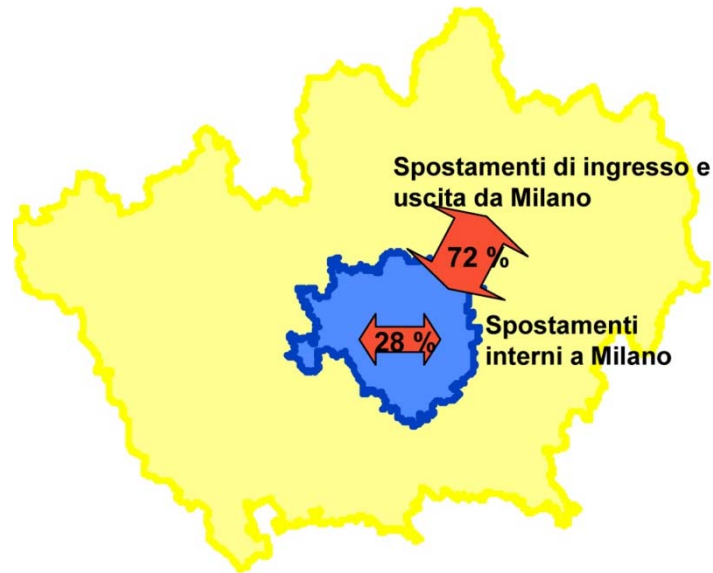 Spostamenti di ingresso e
uscita da Milano
72 %
Spostamenti
interni a Milano
28 %